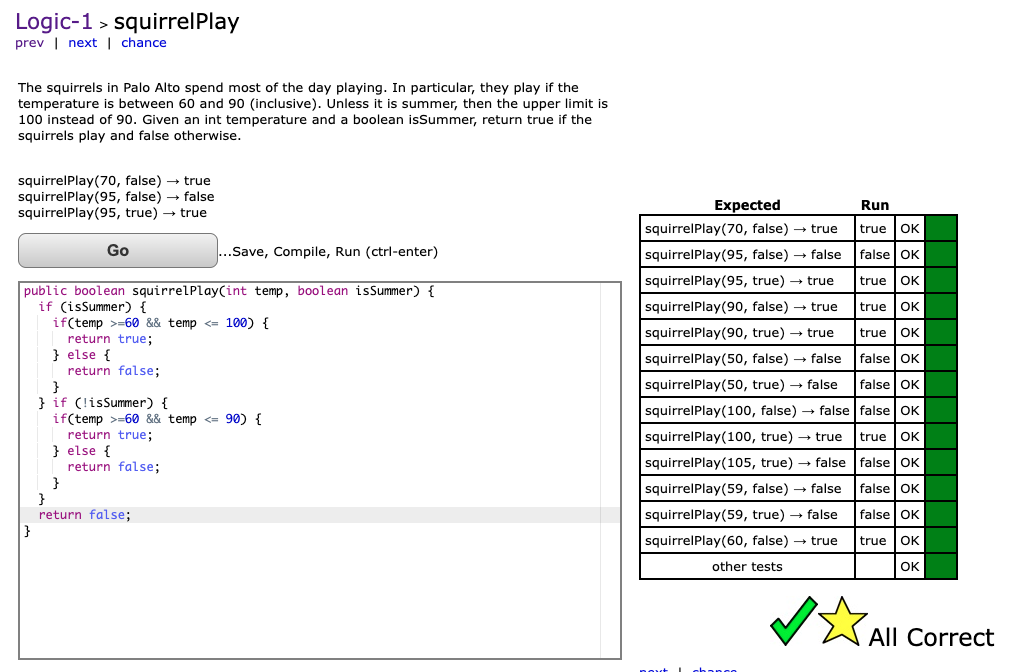 Logic-1 > squirrelPlay
prev | next | chance
The squirrels in Palo Alto spend most of the day playing. In particular, they play if the
temperature is between 60 and 90 (inclusive). Unless it is summer, then the upper limit is
100 instead of 90. Given an int temperature and a boolean isSummer, return true if the
squirrels play and false otherwise.
squirrelPlay(70, false) → true
squirrelPlay(95, false) → false
squirrelPlay(95, true) → true
Go ...Save, Compile, Run (ctrl-enter)
public boolean squirrelPlay(int temp, boolean isSummer) {
  if (isSummer) {
    if(temp >=60 && temp <= 100) {
      return true;
    } else {
      return false;
    }
  } if (!isSummer) {
    if(temp >=60 && temp <= 90) {
      return true;
    } else {
      return false;
    }
  }
  return false;
}
Expected Run
squirrelPlay(70, false) → true true OK
squirrelPlay(95, false) → false false OK
squirrelPlay(95, true) → true true OK
squirrelPlay(90, false) → true true OK
squirrelPlay(90, true) → true true OK
squirrelPlay(50, false) → false false OK
squirrelPlay(50, true) → false false OK
squirrelPlay(100, false) → false false OK
squirrelPlay(100, true) → true true OK
squirrelPlay(105, true) → false false OK
squirrelPlay(59, false) → false false OK
squirrelPlay(59, true) → false false OK
squirrelPlay(60, false) → true true OK
other tests OK
All Correct
next | chance